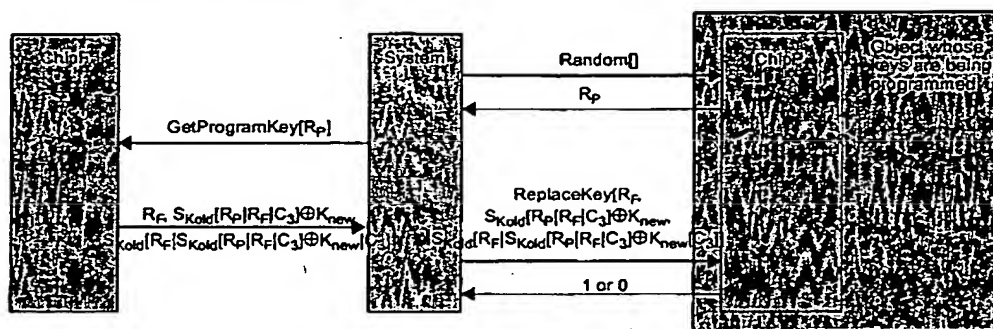 ChipF
System
ChipP
Object whose
keys are being
programmed
Random[]
RP
GetProgramKey[RP]
RF, SKold[RP|RF|C3]⊕Knew,
SKold[RF|SKold[RP|RF|C3]⊕Knew|C3]
ReplaceKey[RF,
SKold[RP|RF|C3]⊕Knew,
SKold[RF|SKold[RP|RF|C3]⊕Knew|C3]]
1 or 0